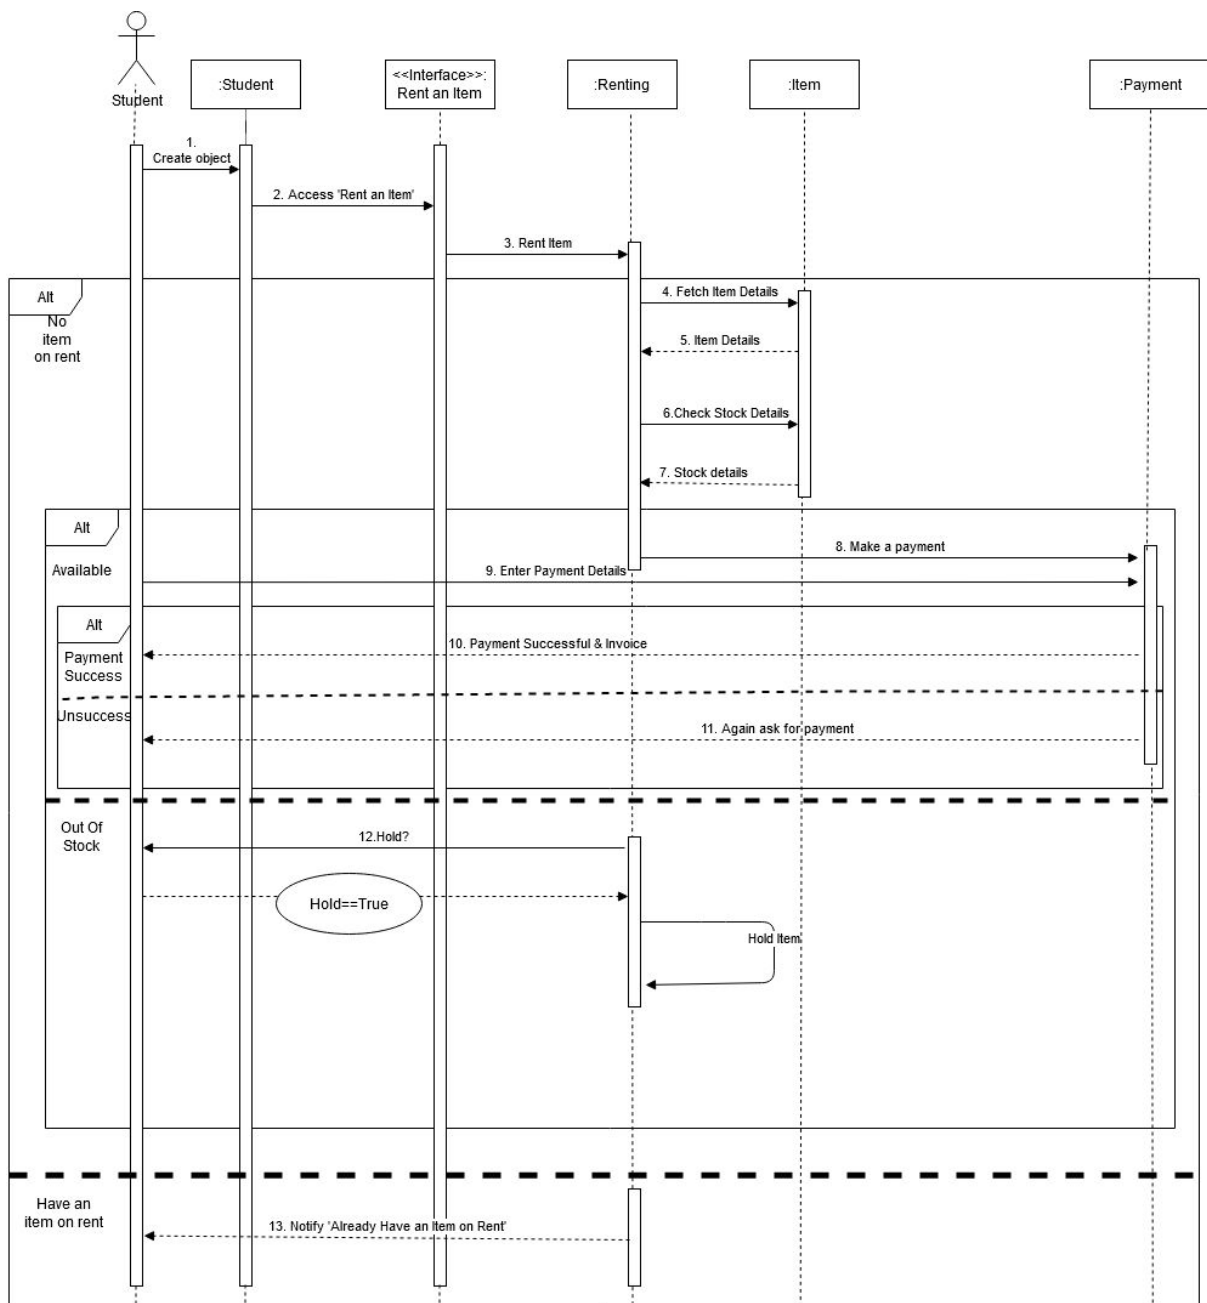 Student
:Student
<<Interface>>:
Rent an Item
:Renting
:Item
:Payment
1.
Create object
2. Access 'Rent an Item'
3. Rent Item
Alt
No
item
on rent
4. Fetch Item Details
5. Item Details
6.Check Stock Details
7. Stock details
Alt
Available
8. Make a payment
9. Enter Payment Details
Alt
Payment
Success
10. Payment Successful & Invoice
Unsuccess
11. Again ask for payment
Out Of
Stock
12.Hold?
Hold==True
Hold Item
Have an
item on rent
13. Notify 'Already Have an Item on Rent'